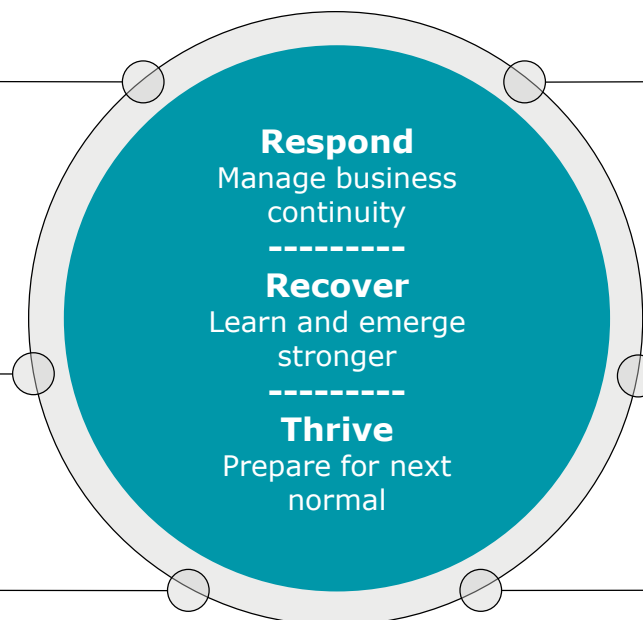 Respond
Manage business
continuity
---------
Recover
Learn and emerge
stronger
---------
Thrive
Prepare for next
normal